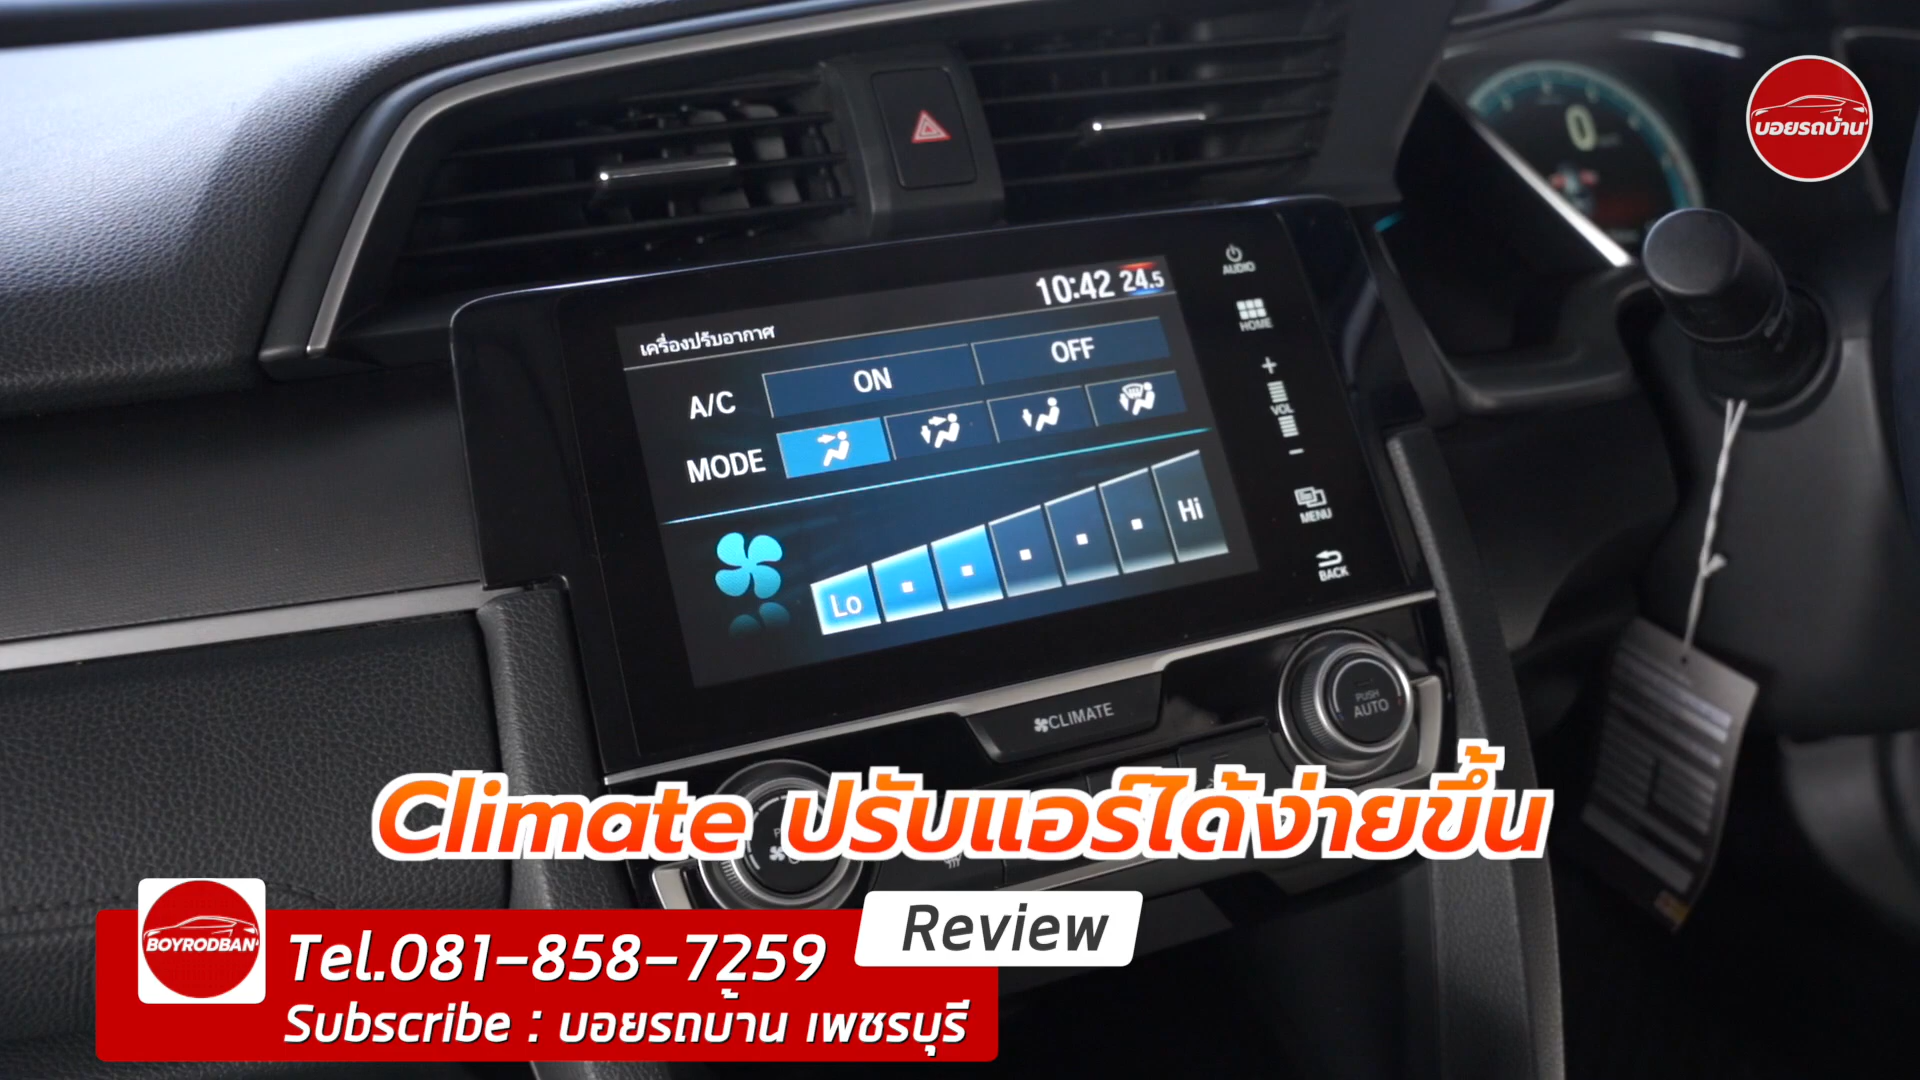 บอยรถบ้าน
0
AUDIO
10:42 24.5
HOME
เครื่องปรับอากาศ
A/C ON OFF
VOL
MODE
MENU
Lo Hi
BACK
CLIMATE
PUSH
AUTO
Climate ปรับแอร์ได้ง่ายขึ้น
Review
BOYRODBAN
Tel.081-858-7259
Subscribe : บอยรถบ้าน เพชรบุรี